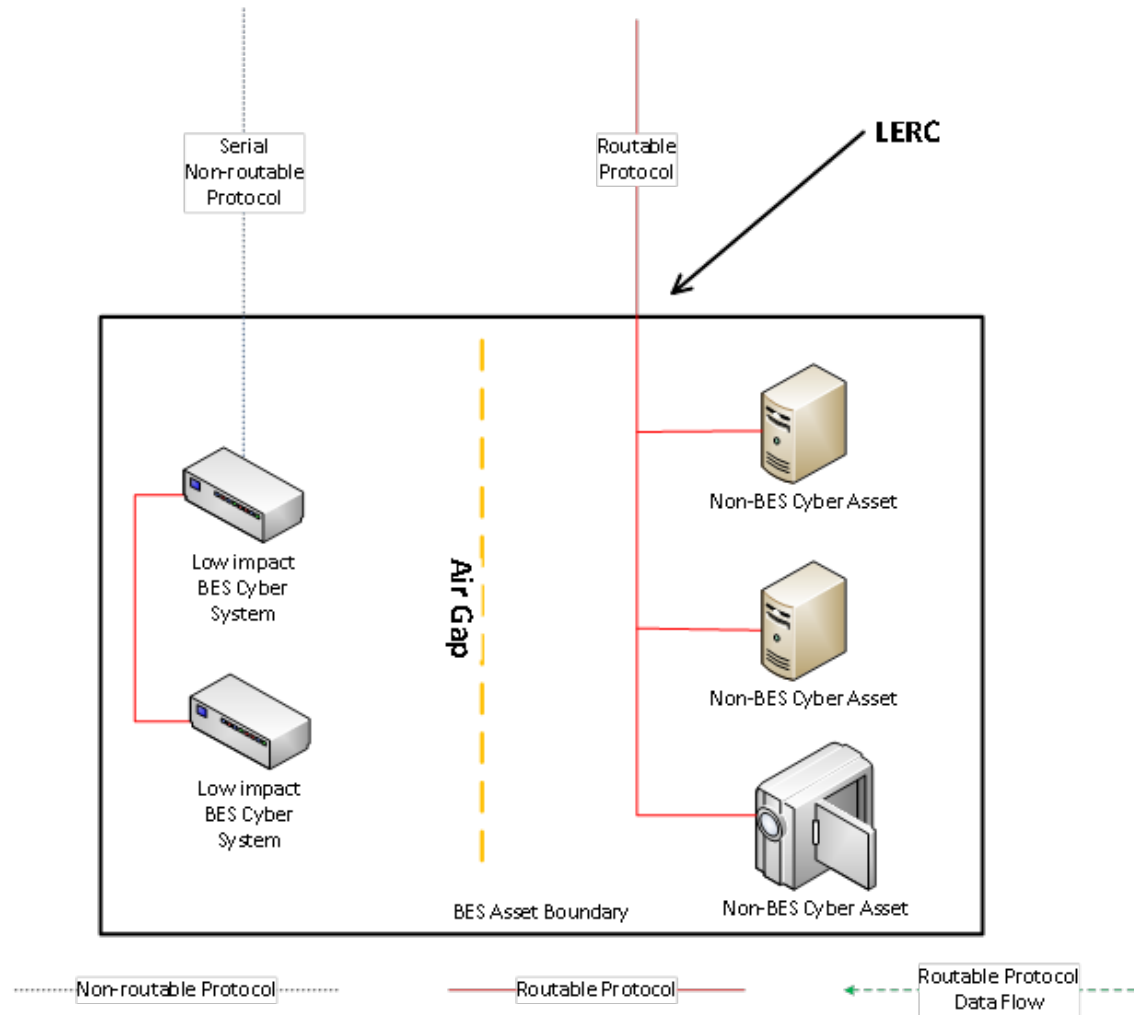 Serial
Non-routable
Protocol
Routable
Protocol
LERC
Low impact
BES Cyber
System
Air Gap
Non-BES Cyber Asset
Non-BES Cyber Asset
Low impact
BES Cyber
System
Non-BES Cyber Asset
BES Asset Boundary
Non-routable Protocol
Routable Protocol
Routable Protocol
Data Flow